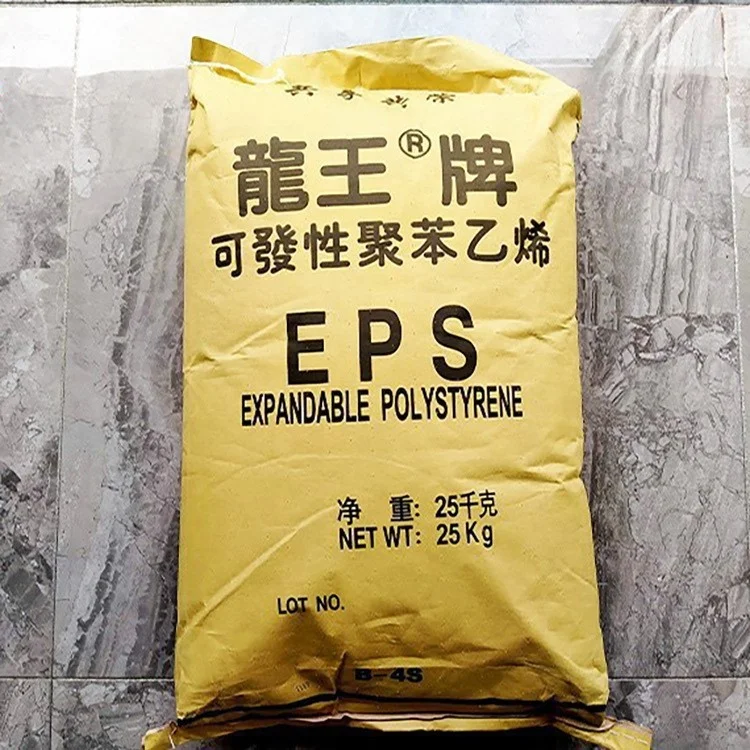 龍王®牌
可發性聚苯乙烯
EPS
EXPANDABLE POLYSTYRENE
净 重: 25千克
NET WT: 25Kg
LOT NO.
B-4S